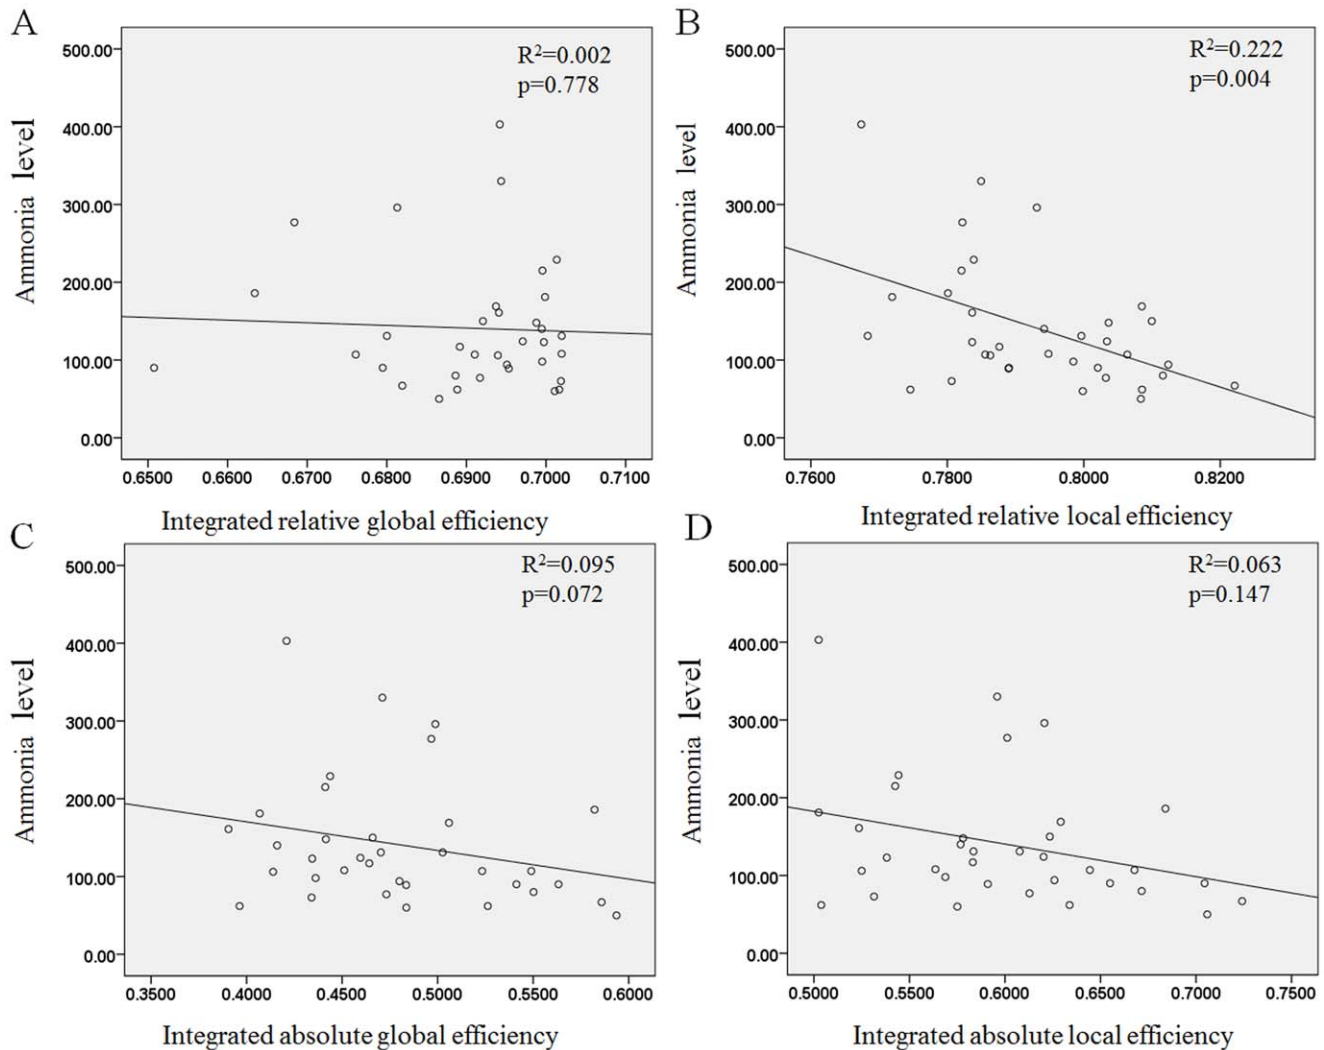 A
R²=0.002
p=0.778
Ammonia level
500.00
400.00
300.00
200.00
100.00
0.00
0.6500 0.6600 0.6700 0.6800 0.6900 0.7000 0.7100
Integrated relative global efficiency
B
R²=0.222
p=0.004
Ammonia level
500.00
400.00
300.00
200.00
100.00
0.00
0.7600 0.7800 0.8000 0.8200
Integrated relative local efficiency
C
R²=0.095
p=0.072
Ammonia level
500.00
400.00
300.00
200.00
100.00
0.00
0.3500 0.4000 0.4500 0.5000 0.5500 0.6000
Integrated absolute global efficiency
D
R²=0.063
p=0.147
Ammonia level
500.00
400.00
300.00
200.00
100.00
0.00
0.5000 0.5500 0.6000 0.6500 0.7000 0.7500
Integrated absolute local efficiency